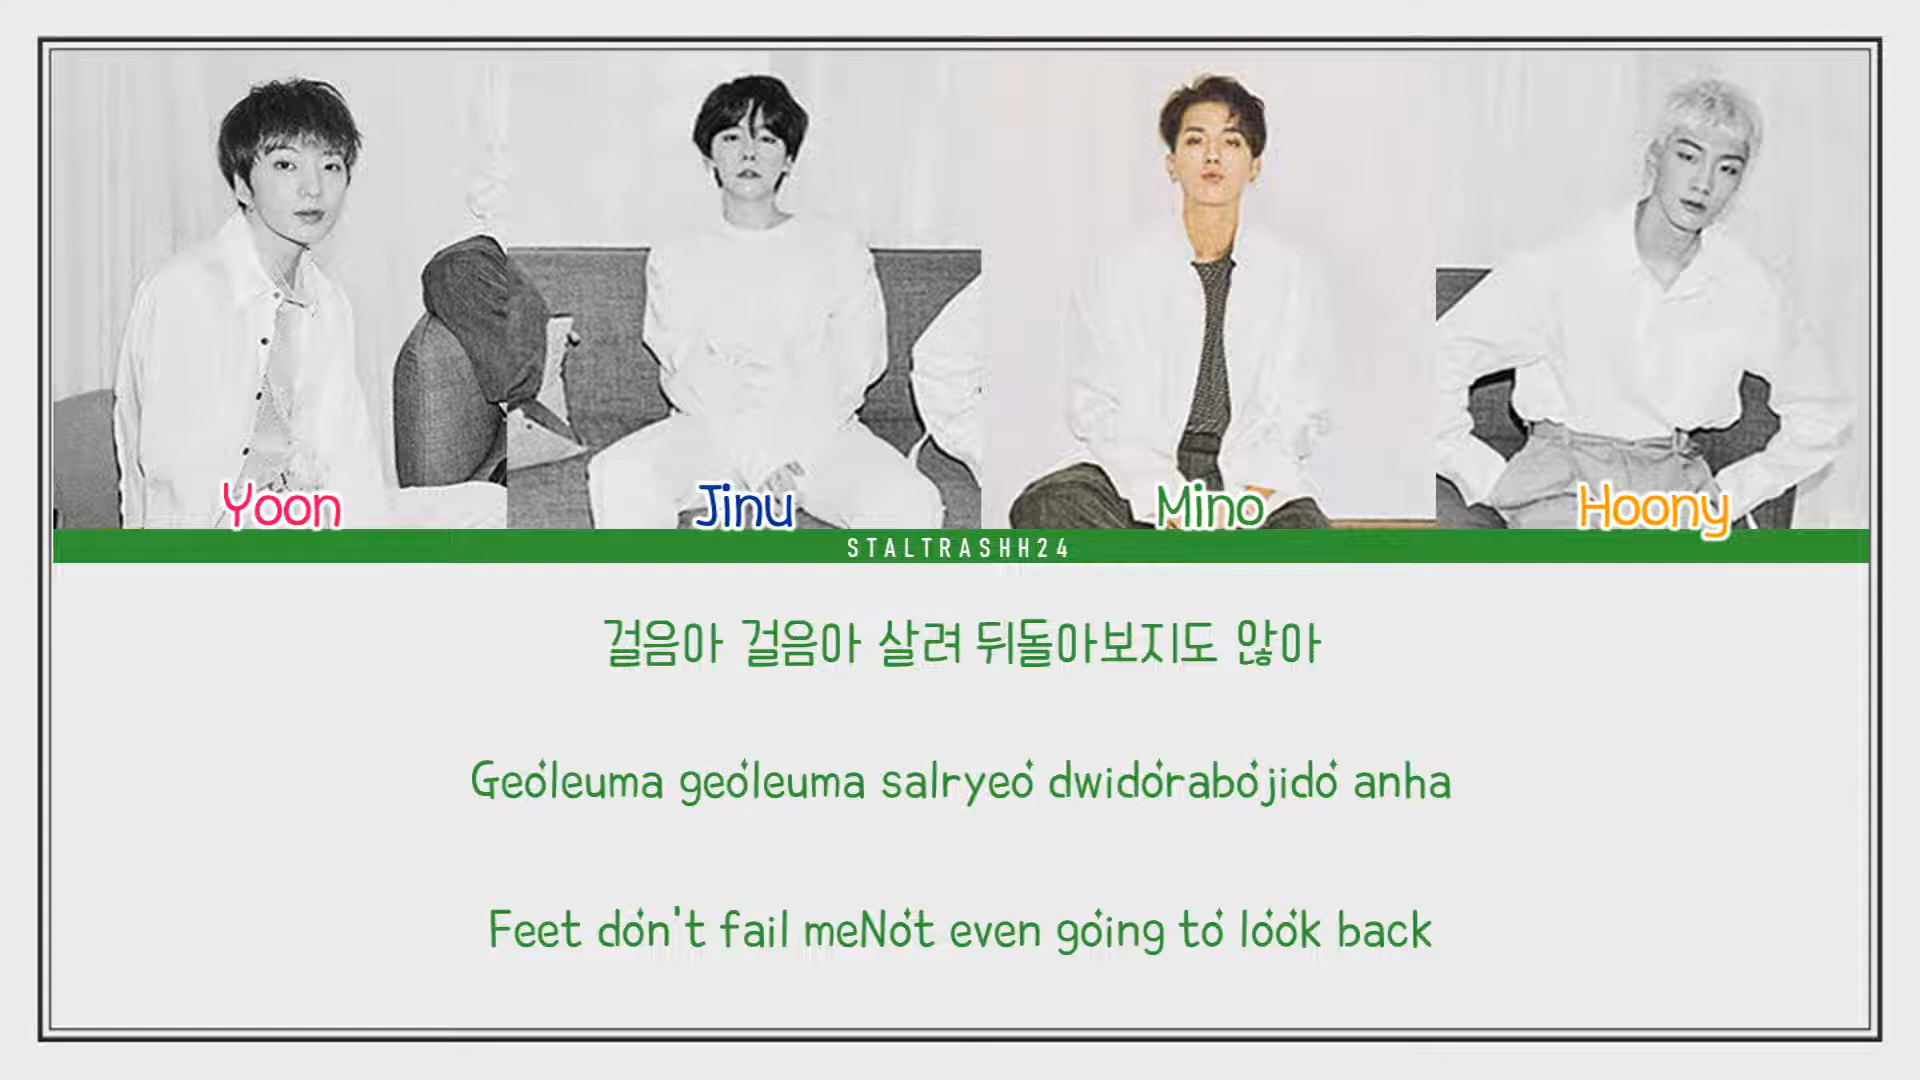 Yoon
Jinu
Mino
Hoony
STALTRASHH24
걸음아 걸음아 살려 뒤돌아보지도 않아
Geoleuma geoleuma salryeo dwidorabojido anha
Feet don't fail meNot even going to look back